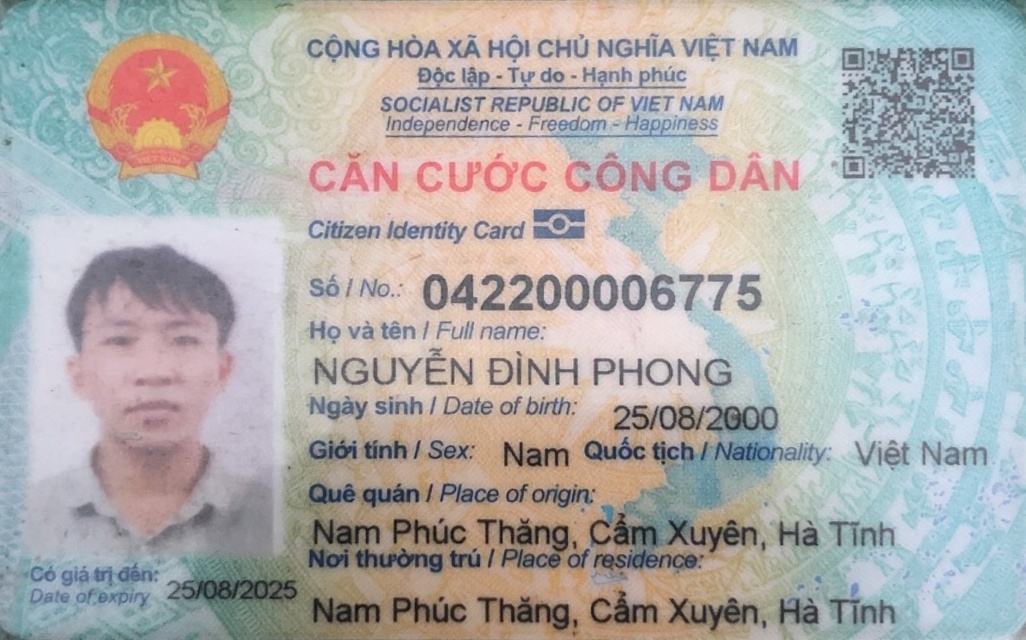 CỘNG HÒA XÃ HỘI CHỦ NGHĨA VIỆT NAM
Độc lập - Tự do - Hạnh phúc
SOCIALIST REPUBLIC OF VIET NAM
Independence - Freedom - Happiness
CĂN CƯỚC CÔNG DÂN
Citizen Identity Card
Số / No.: 042200006775
Họ và tên / Full name:
NGUYỄN ĐÌNH PHONG
Ngày sinh / Date of birth: 25/08/2000
Giới tính / Sex: Nam Quốc tịch / Nationality: Việt Nam
Quê quán / Place of origin:
Nam Phúc Thăng, Cẩm Xuyên, Hà Tĩnh
Nơi thường trú / Place of residence:
Nam Phúc Thăng, Cẩm Xuyên, Hà Tĩnh
Có giá trị đến: 25/08/2025
Date of expiry
VIỆT NAM